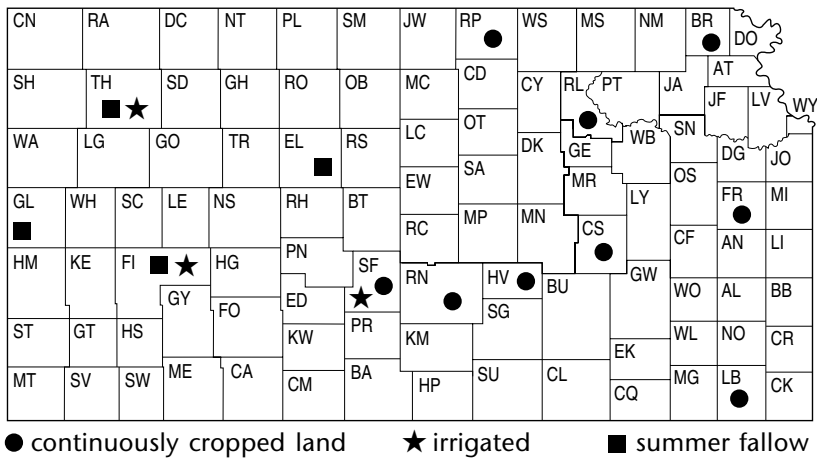 CN RA DC NT PL SM JW RP WS MS NM BR DO
SH TH SD GH RO OB MC CD CY RL PT JA AT
JF LV WY
WA LG GO TR EL RS LC OT DK GE WB SN DG JO
GL WH SC LE NS RH BT EW SA MR LY OS FR MI
RC MP MN CS
HM KE FI HG PN SF RN HV BU GW CF AN LI
GY ED SG WO AL BB
ST GT HS FO KW PR KM EK WL NO CR
MT SV SW ME CA CM BA HP SU CL CQ MG LB CK
continuously cropped land irrigated summer fallow